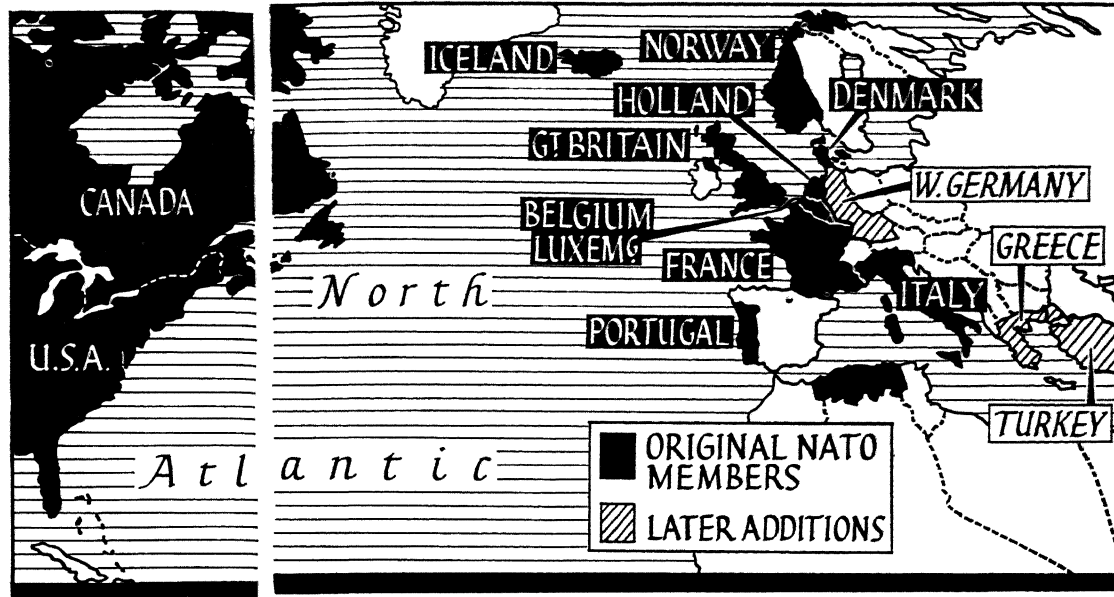 ICELAND
NORWAY
HOLLAND
DENMARK
GT BRITAIN
W. GERMANY
CANADA
BELGIUM
LUXEMG
GREECE
FRANCE
North
ITALY
PORTUGAL
U.S.A.
TURKEY
ORIGINAL NATO
MEMBERS
Atlantic
LATER ADDITIONS